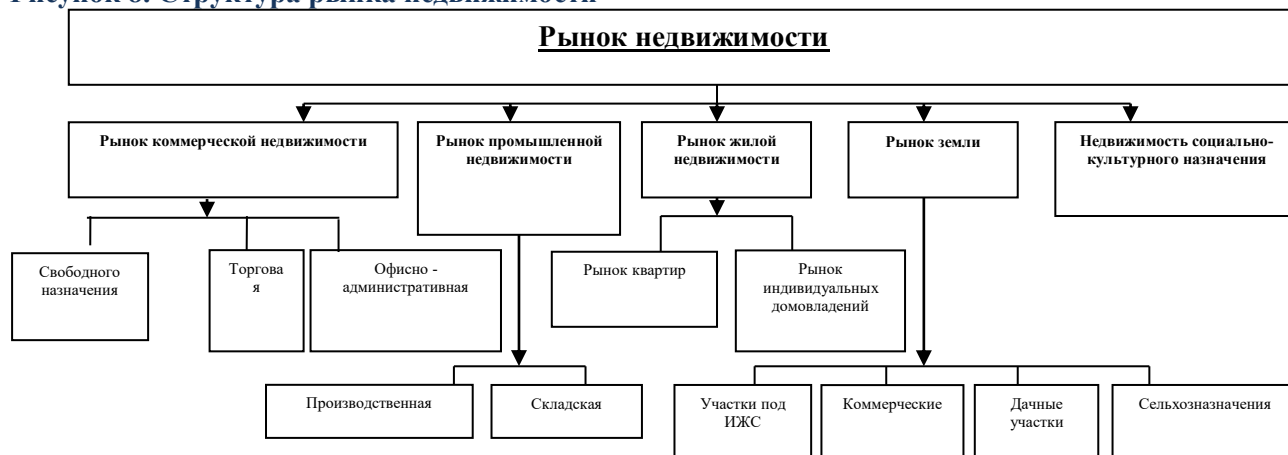 Рисунок 8. Структура рынка недвижимости
Рынок недвижимости
Рынок коммерческой недвижимости
Рынок промышленной
недвижимости
Рынок жилой
недвижимости
Рынок земли
Недвижимость социально-
культурного назначения
Свободного
назначения
Торгова
я
Офисно -
административная
Рынок квартир
Рынок
индивидуальных
домовладений
Производственная
Складская
Участки под
ИЖС
Коммерческие
Дачные
участки
Сельхозназначения